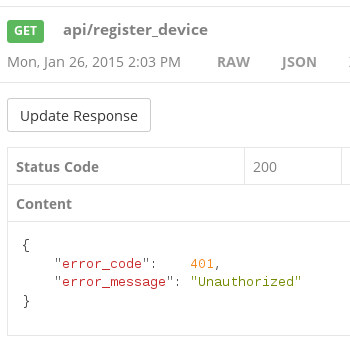 GET api/register_device
Mon, Jan 26, 2015 2:03 PM RAW JSON
Update Response
Status Code 200
Content
{
"error_code": 401,
"error_message": "Unauthorized"
}